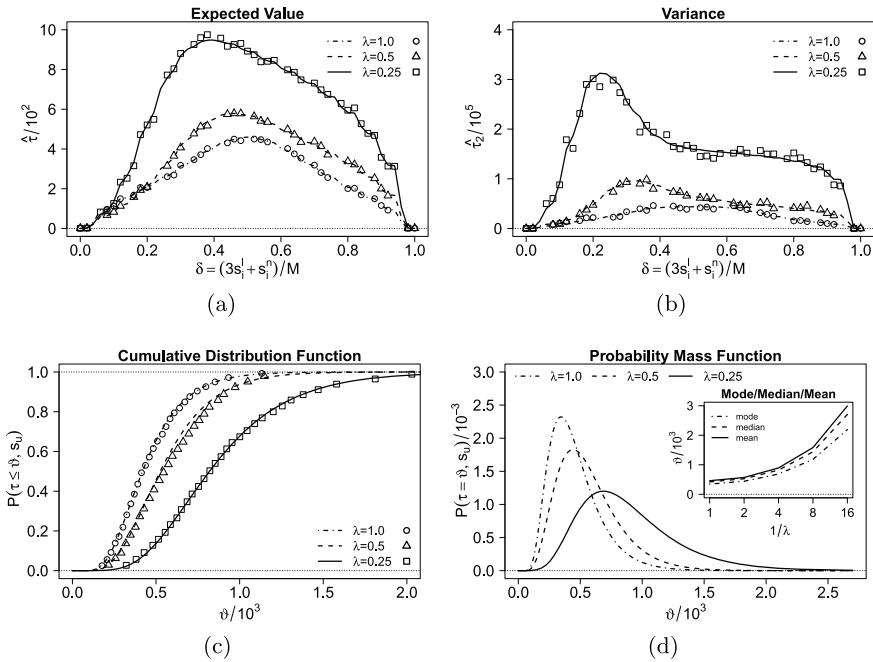 Expected Value
λ=1.0
λ=0.5
λ=0.25
τ̂/10²
10
8
6
4
2
0
0.0 0.2 0.4 0.6 0.8 1.0
δ = (3sᵢˡ + sᵢⁿ)/M
(a)
Variance
λ=1.0
λ=0.5
λ=0.25
τ̂₂/10⁵
4
3
2
1
0
0.0 0.2 0.4 0.6 0.8 1.0
δ = (3sᵢˡ + sᵢⁿ)/M
(b)
Cumulative Distribution Function
P(τ ≤ ϑ, sᵤ)
1.0
0.8
0.6
0.4
0.2
0.0
λ=1.0
λ=0.5
λ=0.25
0.0 0.5 1.0 1.5 2.0
ϑ/10³
(c)
Probability Mass Function
λ=1.0 λ=0.5 λ=0.25
P(τ = ϑ, sᵤ)/10⁻³
3.0
2.5
2.0
1.5
1.0
0.5
0.0
Mode/Median/Mean
mode
median
mean
ϑ/10³
3
2
1
0
1 2 4 8 16
1/λ
0.0 0.5 1.0 1.5 2.0 2.5
ϑ/10³
(d)